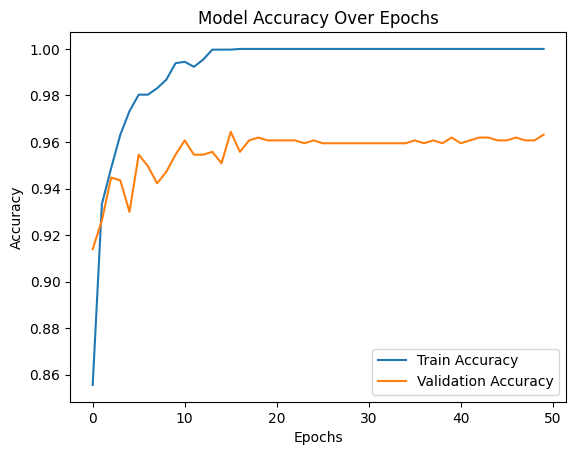 Model Accuracy Over Epochs
1.00
0.98
0.96
0.94
0.92
0.90
0.88
0.86
Accuracy
Train Accuracy
Validation Accuracy
0 10 20 30 40 50
Epochs